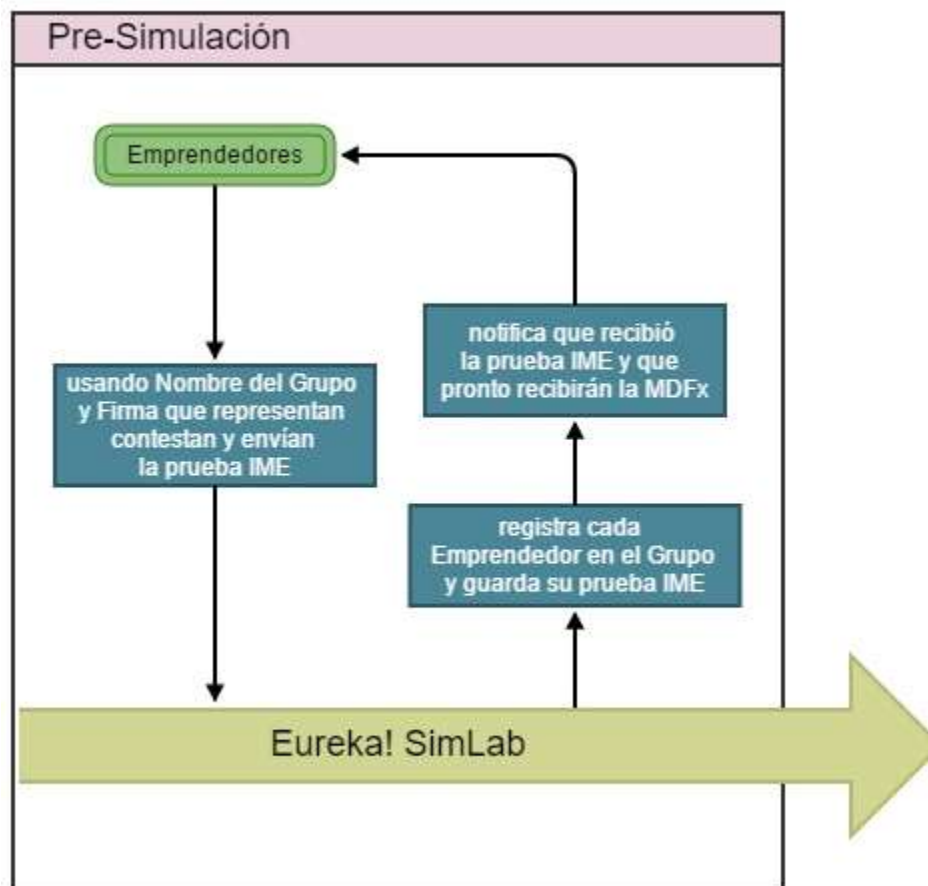 Pre-Simulación
Emprendedores
usando Nombre del Grupo
y Firma que representan
contestan y envían
la prueba IME
notifica que recibió
la prueba IME y que
pronto recibirán la MDFx
registra cada
Emprendedor en el Grupo
y guarda su prueba IME
Eureka! SimLab